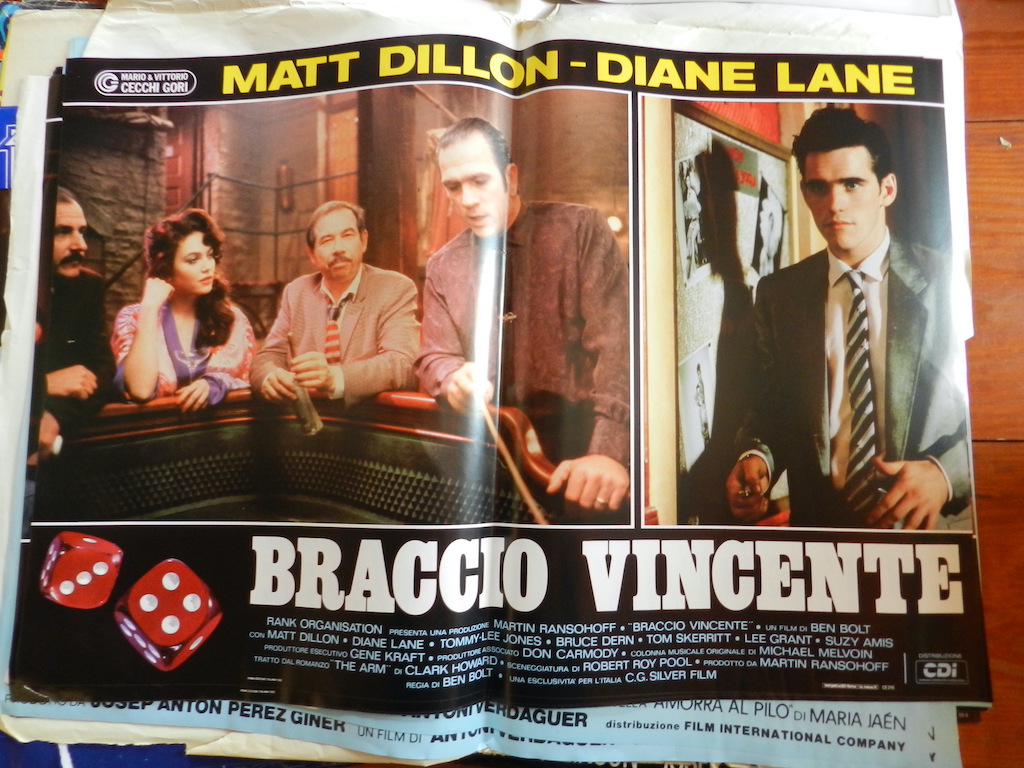 MARIO & VITTORIO
CECCHI GORI
MATT DILLON - DIANE LANE
BRACCIO VINCENTE
RANK ORGANISATION PRESENTA UNA PRODUZIONE MARTIN RANSOHOFF • "BRACCIO VINCENTE" • UN FILM DI BEN BOLT
CON MATT DILLON • DIANE LANE • TOMMY-LEE JONES • BRUCE DERN • TOM SKERRITT • LEE GRANT • SUZY AMIS
PRODUTTORE ESECUTIVO GENE KRAFT • PRODUTTORE ASSOCIATO DON CARMODY • COLONNA MUSICALE ORIGINALE DI MICHAEL MELVOIN
TRATTO DAL ROMANZO "THE ARM" DI CLARK HOWARD • SCENEGGIATURA DI ROBERT ROY POOL • PRODOTTO DA MARTIN RANSOHOFF
REGIA DI BEN BOLT • UNA ESCLUSIVITA' PER L'ITALIA C.G. SILVER FILM
DISTRIBUZIONE
CDI
DA JOSEP ANTON PEREZ GINER
UN FILM DI ANTONI VERDAGUER
AMORRA AL PILO" DI MARIA JAÉN
distribuzione FILM INTERNATIONAL COMPANY